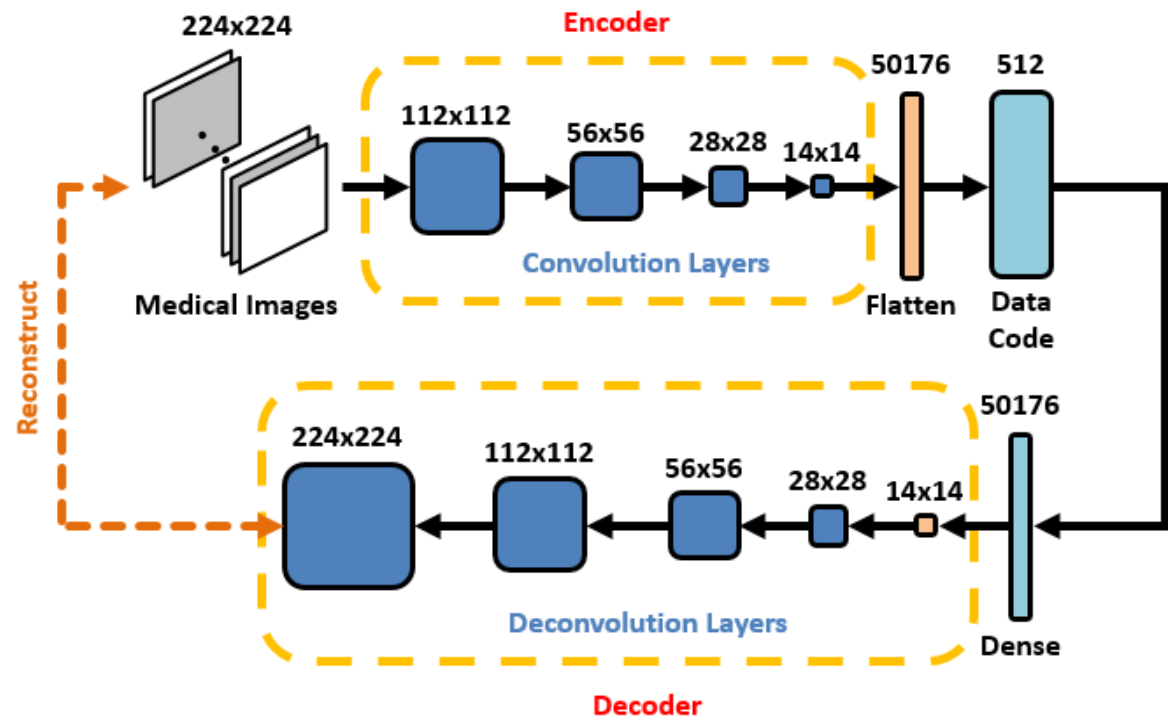 Encoder
224x224
112x112
56x56
28x28
14x14
50176
512
Convolution Layers
Medical Images
Flatten
Data
Code
Reconstruct
224x224
112x112
56x56
28x28
14x14
50176
Deconvolution Layers
Dense
Decoder